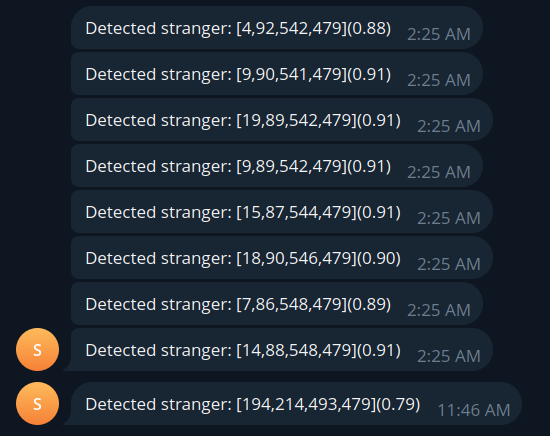 Detected stranger: [4,92,542,479](0.88) 2:25 AM
Detected stranger: [9,90,541,479](0.91) 2:25 AM
Detected stranger: [19,89,542,479](0.91) 2:25 AM
Detected stranger: [9,89,542,479](0.91) 2:25 AM
Detected stranger: [15,87,544,479](0.91) 2:25 AM
Detected stranger: [18,90,546,479](0.90) 2:25 AM
Detected stranger: [7,86,548,479](0.89) 2:25 AM
S Detected stranger: [14,88,548,479](0.91) 2:25 AM
S Detected stranger: [194,214,493,479](0.79) 11:46 AM